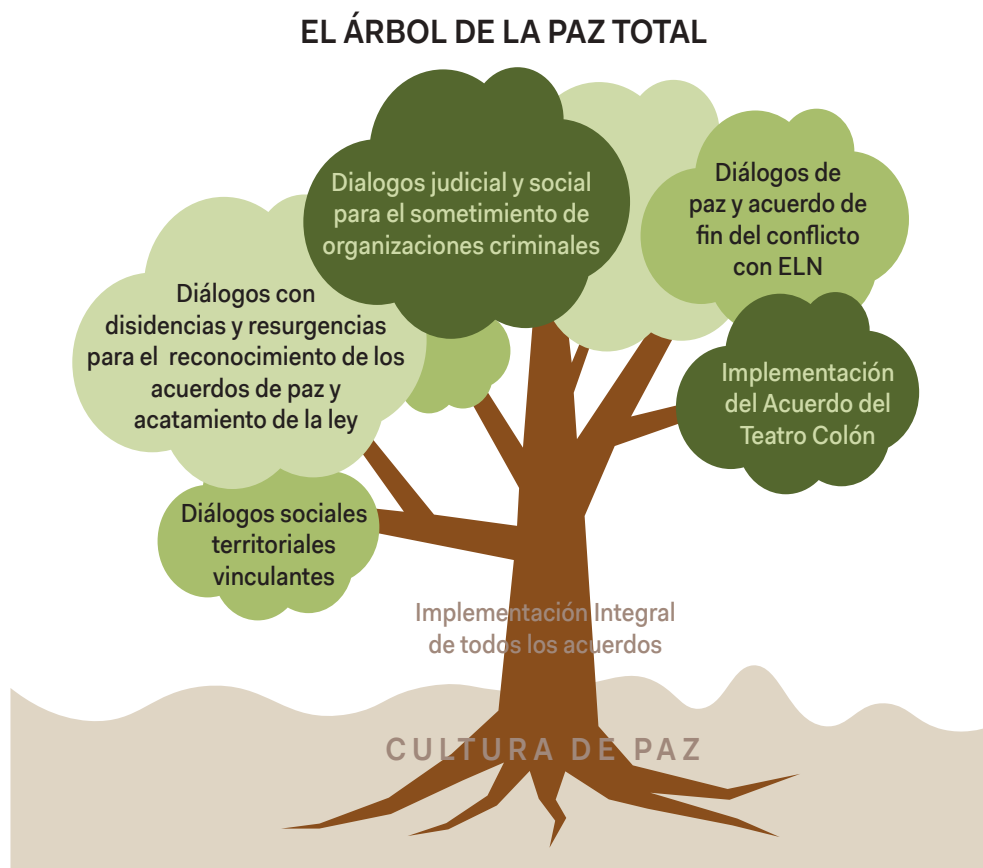 EL ÁRBOL DE LA PAZ TOTAL
Dialogos judicial y social
para el sometimiento de
organizaciones criminales
Diálogos de
paz y acuerdo de
fin del conflicto
con ELN
Diálogos con
disidencias y resurgencias
para el reconocimiento de los
acuerdos de paz y
acatamiento de la ley
Implementación
del Acuerdo del
Teatro Colón
Diálogos sociales
territoriales
vinculantes
Implementación Integral
de todos los acuerdos
CULTURA DE PAZ